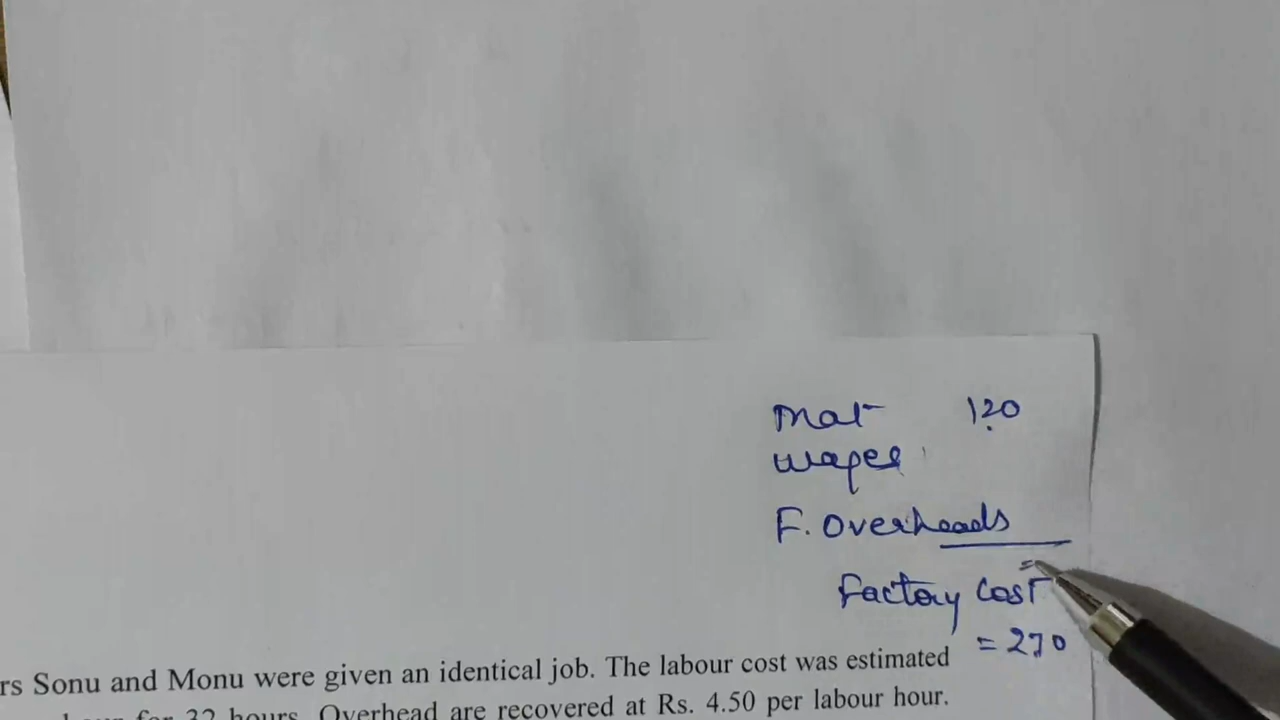 Mat 120
Wages
F. Overheads
=
Factory Cost
= 270
rs Sonu and Monu were given an identical job. The labour cost was estimated
for 32 hours. Overhead are recovered at Rs. 4.50 per labour hour.